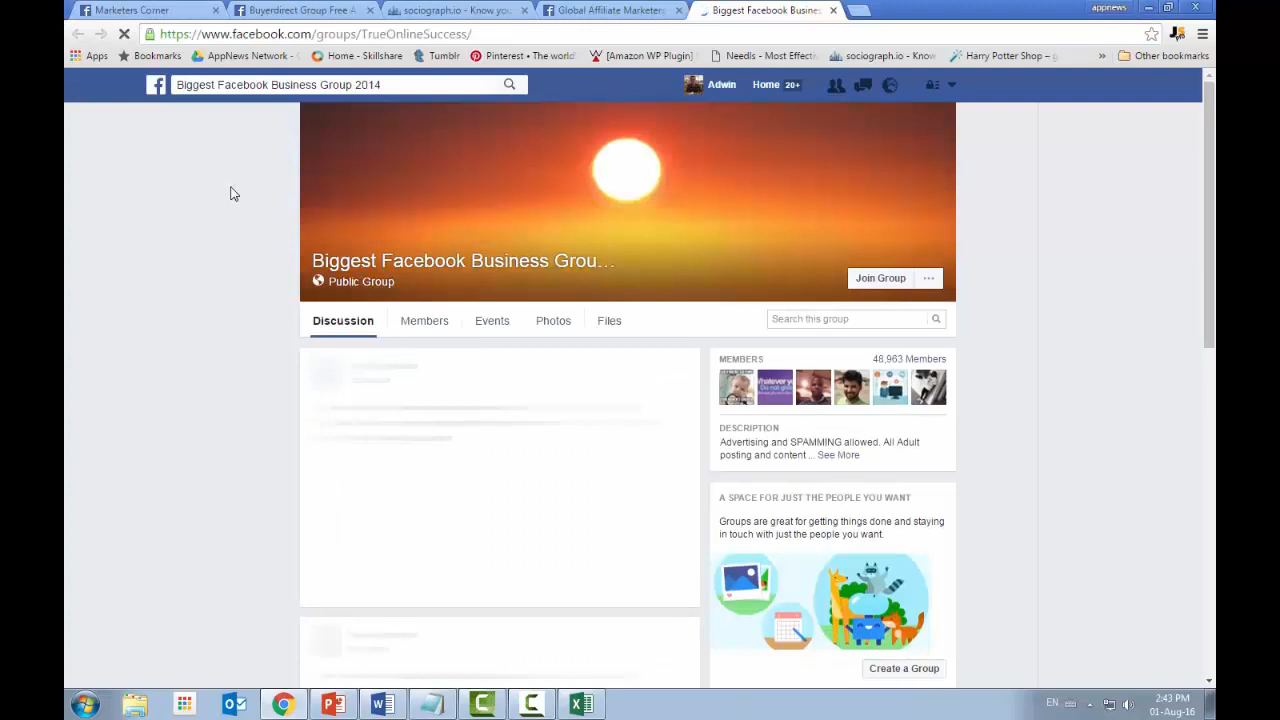 Marketers Corner
Buyerdirect Group Free A
sociograph.io - Know you
Global Affiliate Marketers
Biggest Facebook Busines
appnews
https://www.facebook.com/groups/TrueOnlineSuccess/
Apps
Bookmarks
AppNews Network -
Home - Skillshare
Tumblr
Pinterest • The world
[Amazon WP Plugin]
Needls - Most Effect
sociograph.io - Know
Harry Potter Shop – g
»
Other bookmarks
Biggest Facebook Business Group 2014
Adwin
Home 20+
Biggest Facebook Business Grou...
Public Group
Join Group
...
Discussion
Members
Events
Photos
Files
Search this group
MEMBERS
48,963 Members
DESCRIPTION
Advertising and SPAMMING allowed. All Adult
posting and content ... See More
A SPACE FOR JUST THE PEOPLE YOU WANT
Groups are great for getting things done and staying
in touch with just the people you want.
Create a Group
EN
2:43 PM
01-Aug-16